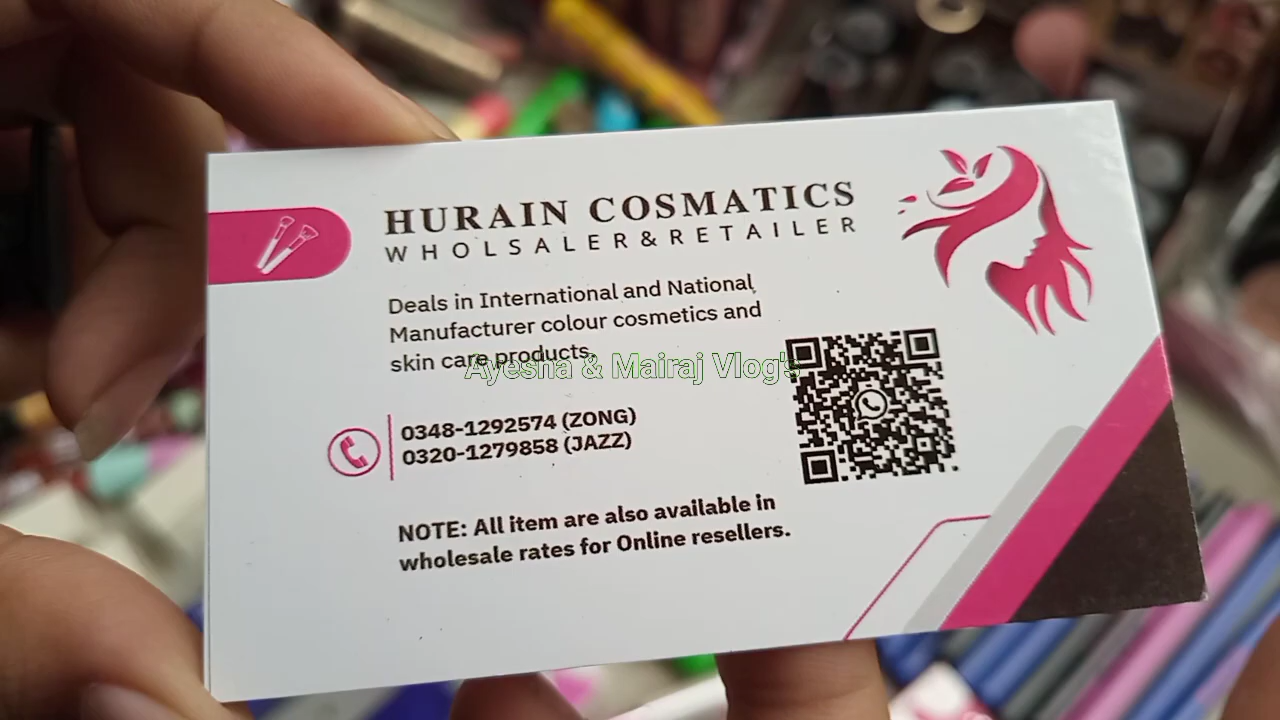 HURAIN COSMATICS
WHOLSALER&RETAILER
Deals in International and National
Manufacturer colour cosmetics and
skin care products.
Ayesha & Mairaj Vlog's
0348-1292574 (ZONG)
0320-1279858 (JAZZ)
NOTE: All item are also available in
wholesale rates for Online resellers.